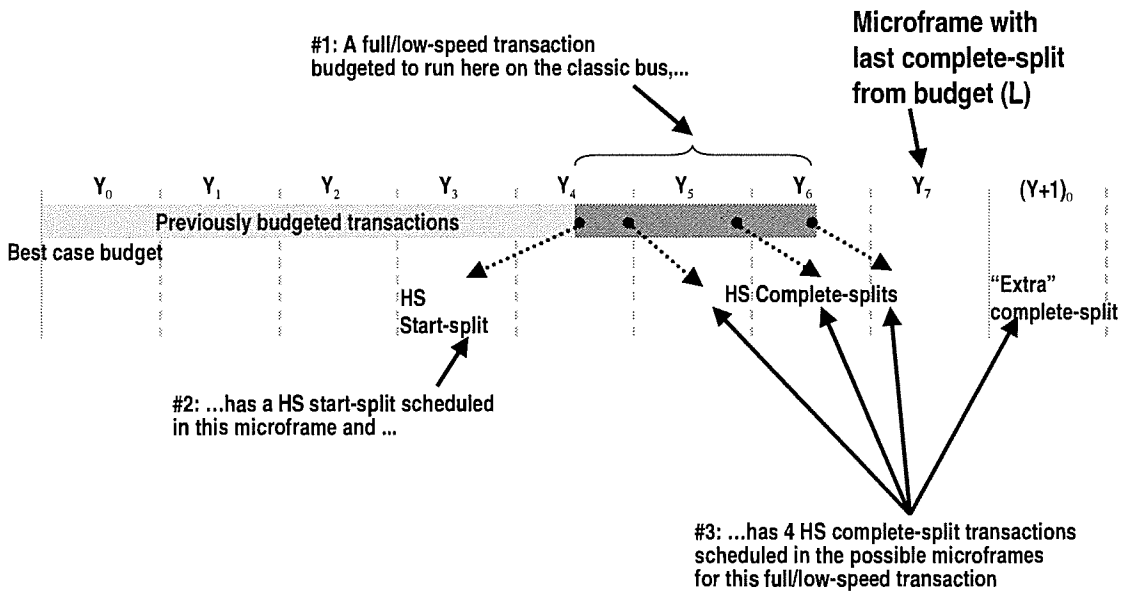 #1: A full/low-speed transaction
budgeted to run here on the classic bus,...
Microframe with
last complete-split
from budget (L)
Y0 Y1 Y2 Y3 Y4 Y5 Y6 Y7 (Y+1)0
Previously budgeted transactions
Best case budget
HS
Start-split
HS Complete-splits
“Extra”
complete-split
#2: ...has a HS start-split scheduled
in this microframe and ...
#3: ...has 4 HS complete-split transactions
scheduled in the possible microframes
for this full/low-speed transaction